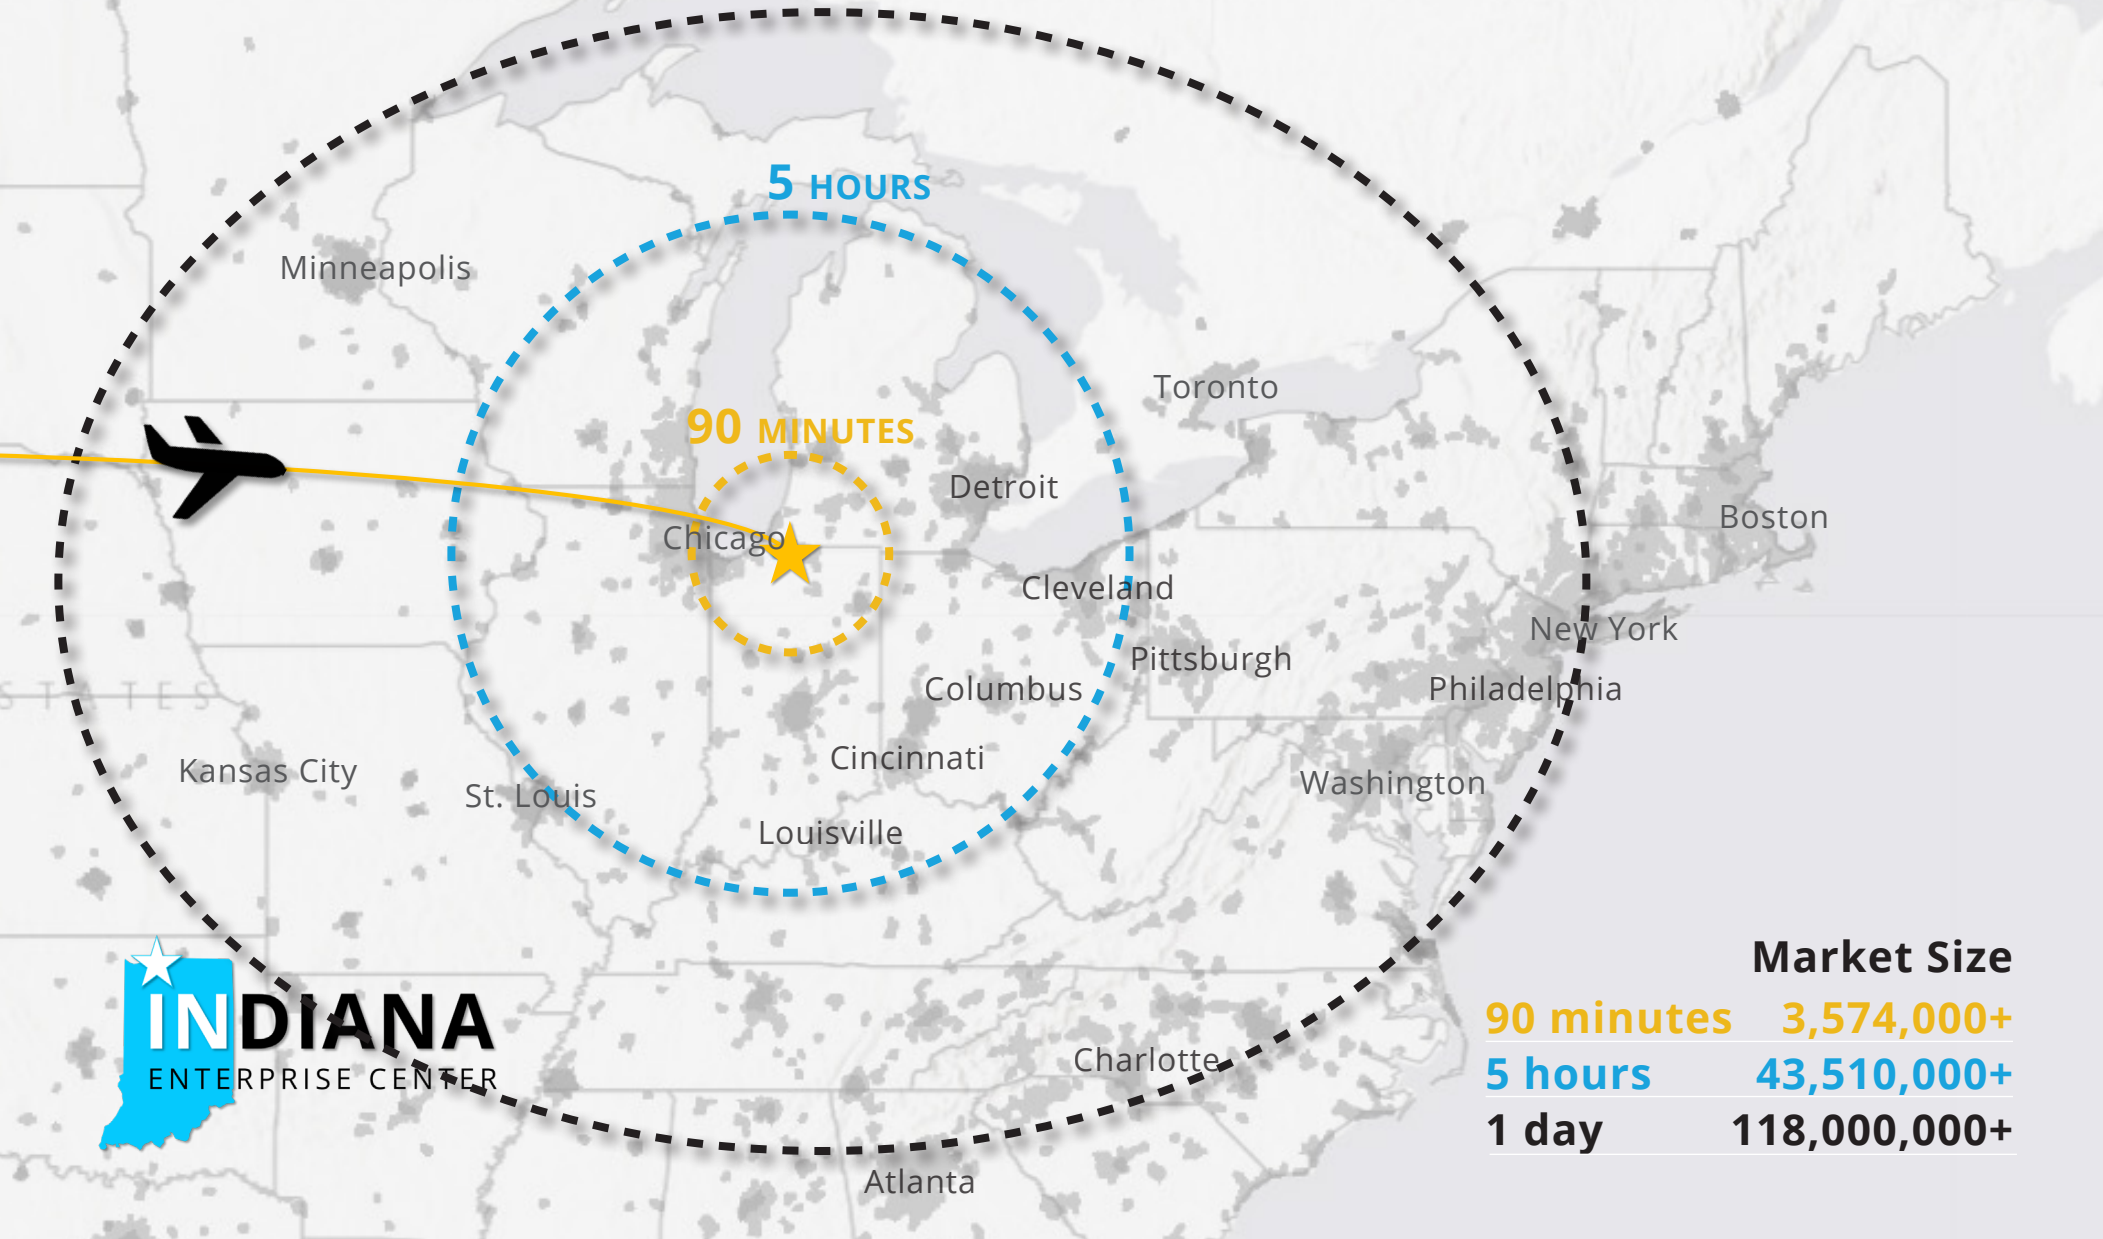 5 HOURS
Minneapolis
Toronto
90 MINUTES
Detroit
Boston
Chicago
Cleveland
New York
Pittsburgh
Columbus
Philadelphia
STATES
Cincinnati
Kansas City
Washington
St. Louis
Louisville
INDIANA
ENTERPRISE CENTER
Charlotte
Atlanta
Market Size
90 minutes 3,574,000+
5 hours 43,510,000+
1 day 118,000,000+